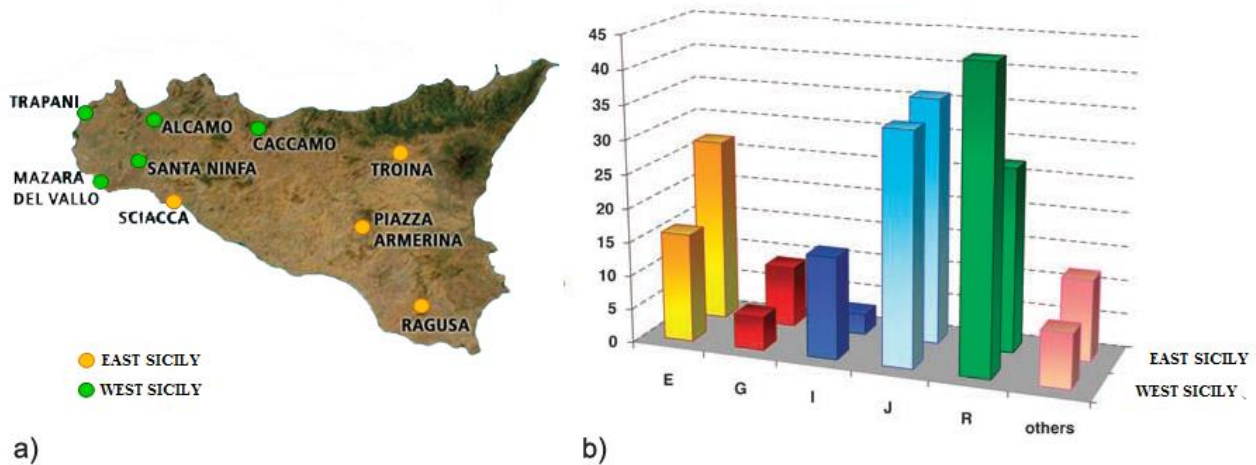 TRAPANI
ALCAMO
CACCAMO
SANTA NINFA
TROINA
MAZARA
DEL VALLO
SCIACCA
PIAZZA
ARMERINA
RAGUSA
EAST SICILY
WEST SICILY
a)
45
40
35
30
25
20
15
10
5
0
E
G
I
J
R
others
EAST SICILY
WEST SICILY
b)